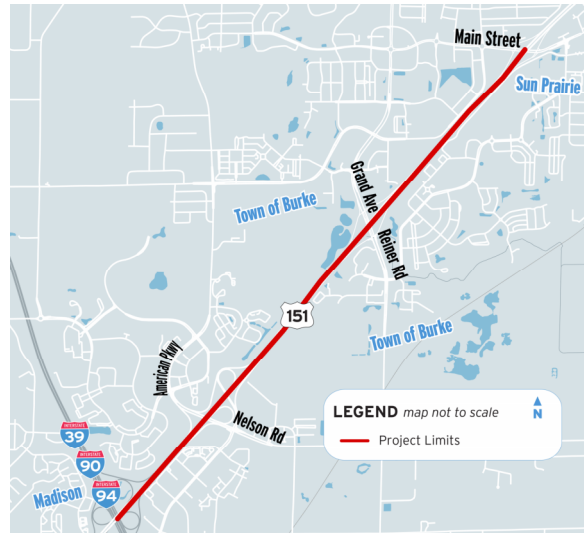 Main Street
Sun Prairie
Grand Ave
Town of Burke
Reiner Rd
151
Town of Burke
American Pkwy
LEGEND map not to scale
N
Project Limits
Nelson Rd
INTERSTATE
39
INTERSTATE
90
INTERSTATE
94
Madison